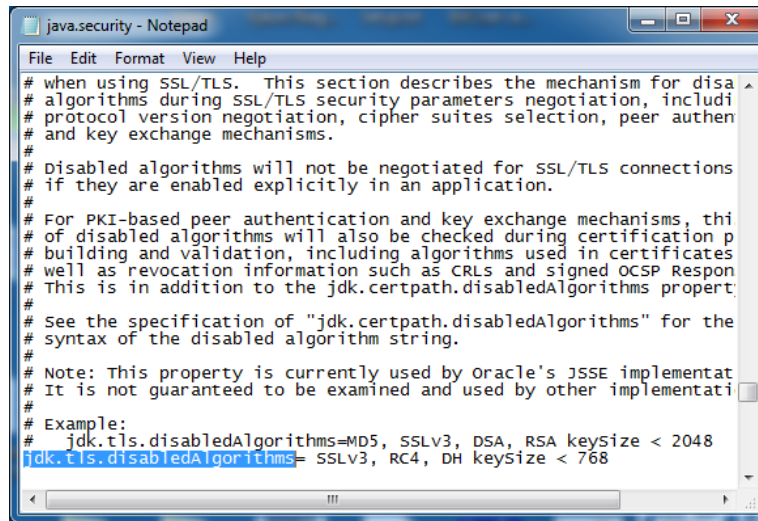 java.security - Notepad
File Edit Format View Help
# when using SSL/TLS.  This section describes the mechanism for disa
# algorithms during SSL/TLS security parameters negotiation, includi
# protocol version negotiation, cipher suites selection, peer authen
# and key exchange mechanisms.
#
# Disabled algorithms will not be negotiated for SSL/TLS connections
# if they are enabled explicitly in an application.
#
# For PKI-based peer authentication and key exchange mechanisms, thi
# of disabled algorithms will also be checked during certification p
# building and validation, including algorithms used in certificates
# well as revocation information such as CRLs and signed OCSP Respon
# This is in addition to the jdk.certpath.disabledAlgorithms propert
#
# See the specification of "jdk.certpath.disabledAlgorithms" for the
# syntax of the disabled algorithm string.
#
# Note: This property is currently used by Oracle's JSSE implementat
# It is not guaranteed to be examined and used by other implementati
#
# Example:
#   jdk.tls.disabledAlgorithms=MD5, SSLv3, DSA, RSA keySize < 2048
jdk.tls.disabledAlgorithms= SSLv3, RC4, DH keySize < 768